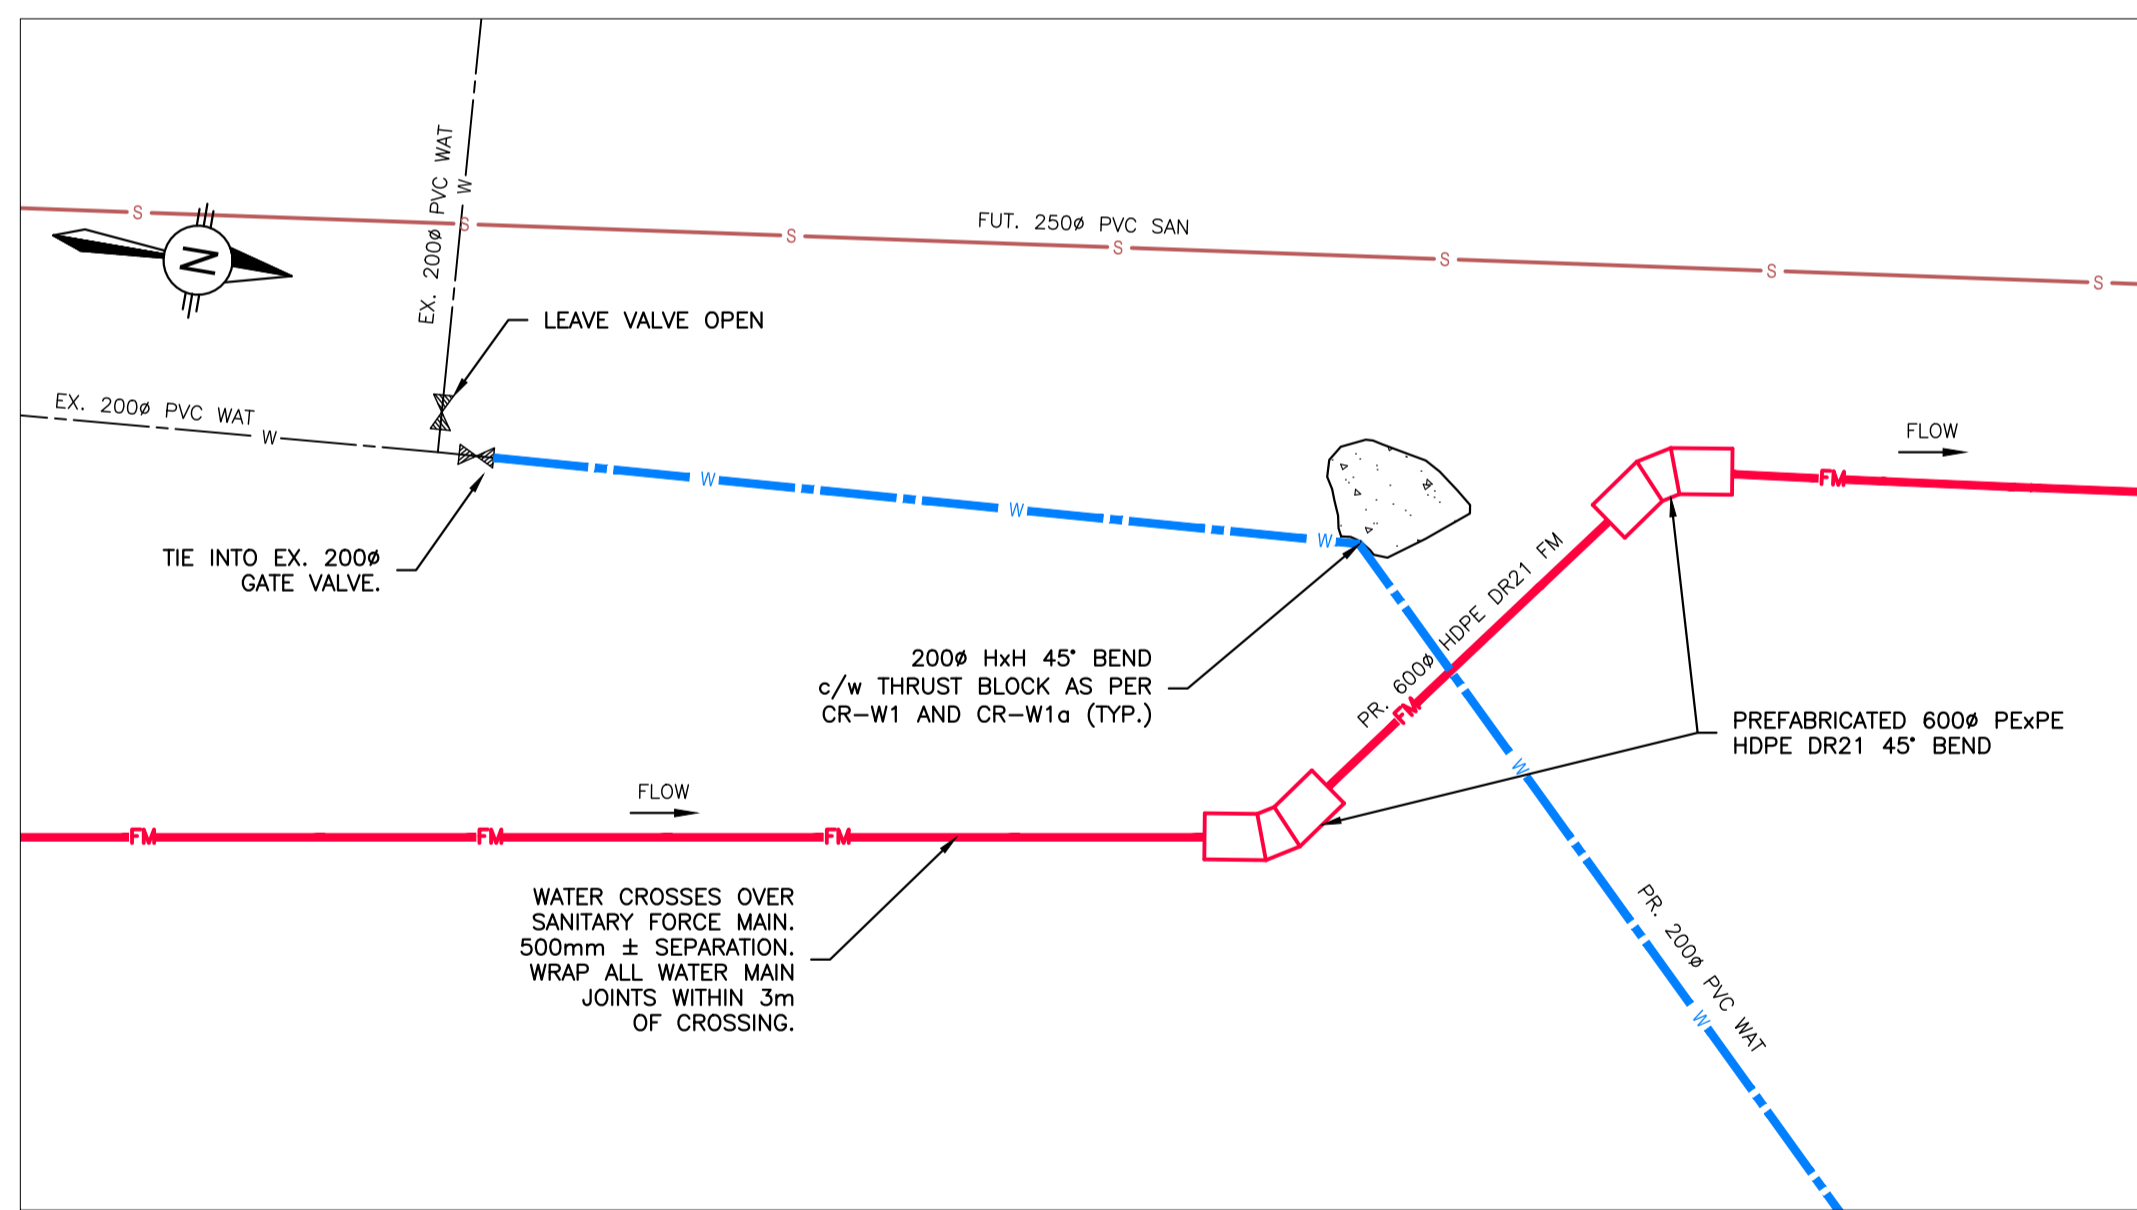 EX. 200ø PVC WAT
W
S
S
S
S
S
S
S
FUT. 250ø PVC SAN
N
LEAVE VALVE OPEN
EX. 200ø PVC WAT
W
W
W
W
FLOW
FM
TIE INTO EX. 200ø
GATE VALVE.
200ø HxH 45° BEND
c/w THRUST BLOCK AS PER
CR-W1 AND CR-W1a (TYP.)
PR. 600ø HDPE DR21 FM
FM
PREFABRICATED 600ø PExPE
HDPE DR21 45° BEND
W
FLOW
FM
FM
FM
WATER CROSSES OVER
SANITARY FORCE MAIN.
500mm ± SEPARATION.
WRAP ALL WATER MAIN
JOINTS WITHIN 3m
OF CROSSING.
PR. 200ø PVC WAT
W